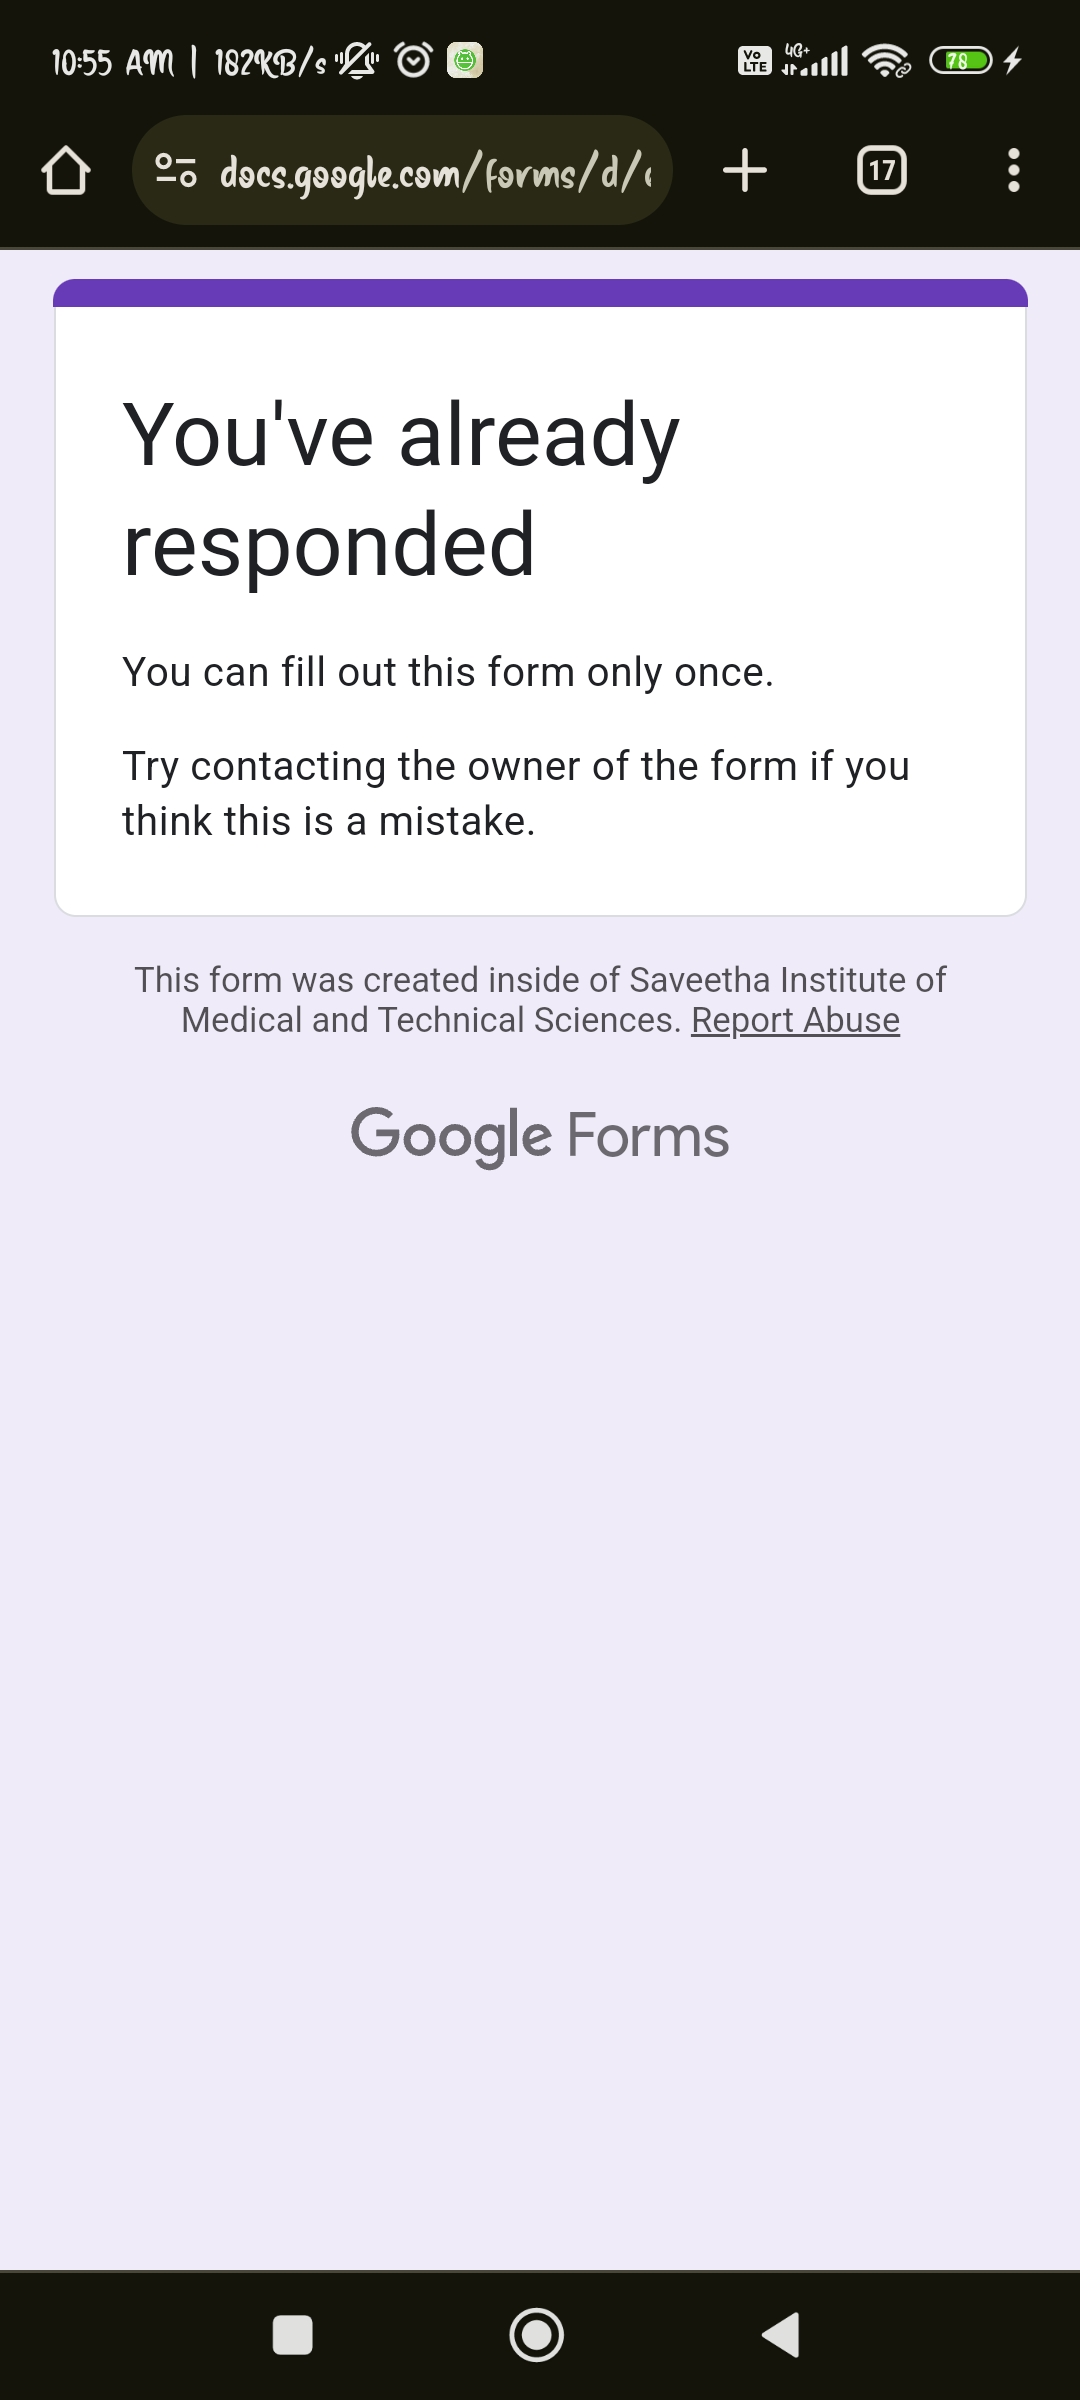 10:55 AM | 182KB/s
Vo LTE 4G+ 78
docs.google.com/forms/d/
17
You've already
responded
You can fill out this form only once.
Try contacting the owner of the form if you
think this is a mistake.
This form was created inside of Saveetha Institute of
Medical and Technical Sciences. Report Abuse
Google Forms